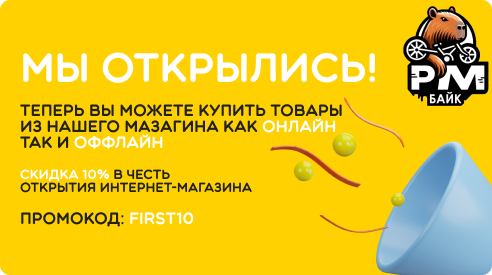 МЫ ОТКРЫЛИСЬ!
РМ
БАЙК
ТЕПЕРЬ ВЫ МОЖЕТЕ КУПИТЬ ТОВАРЫ
ИЗ НАШЕГО МАЗАГИНА КАК ОНЛАЙН
ТАК И ОФФЛАЙН
СКИДКА 10% В ЧЕСТЬ
ОТКРЫТИЯ ИНТЕРНЕТ-МАГАЗИНА
ПРОМОКОД: FIRST10